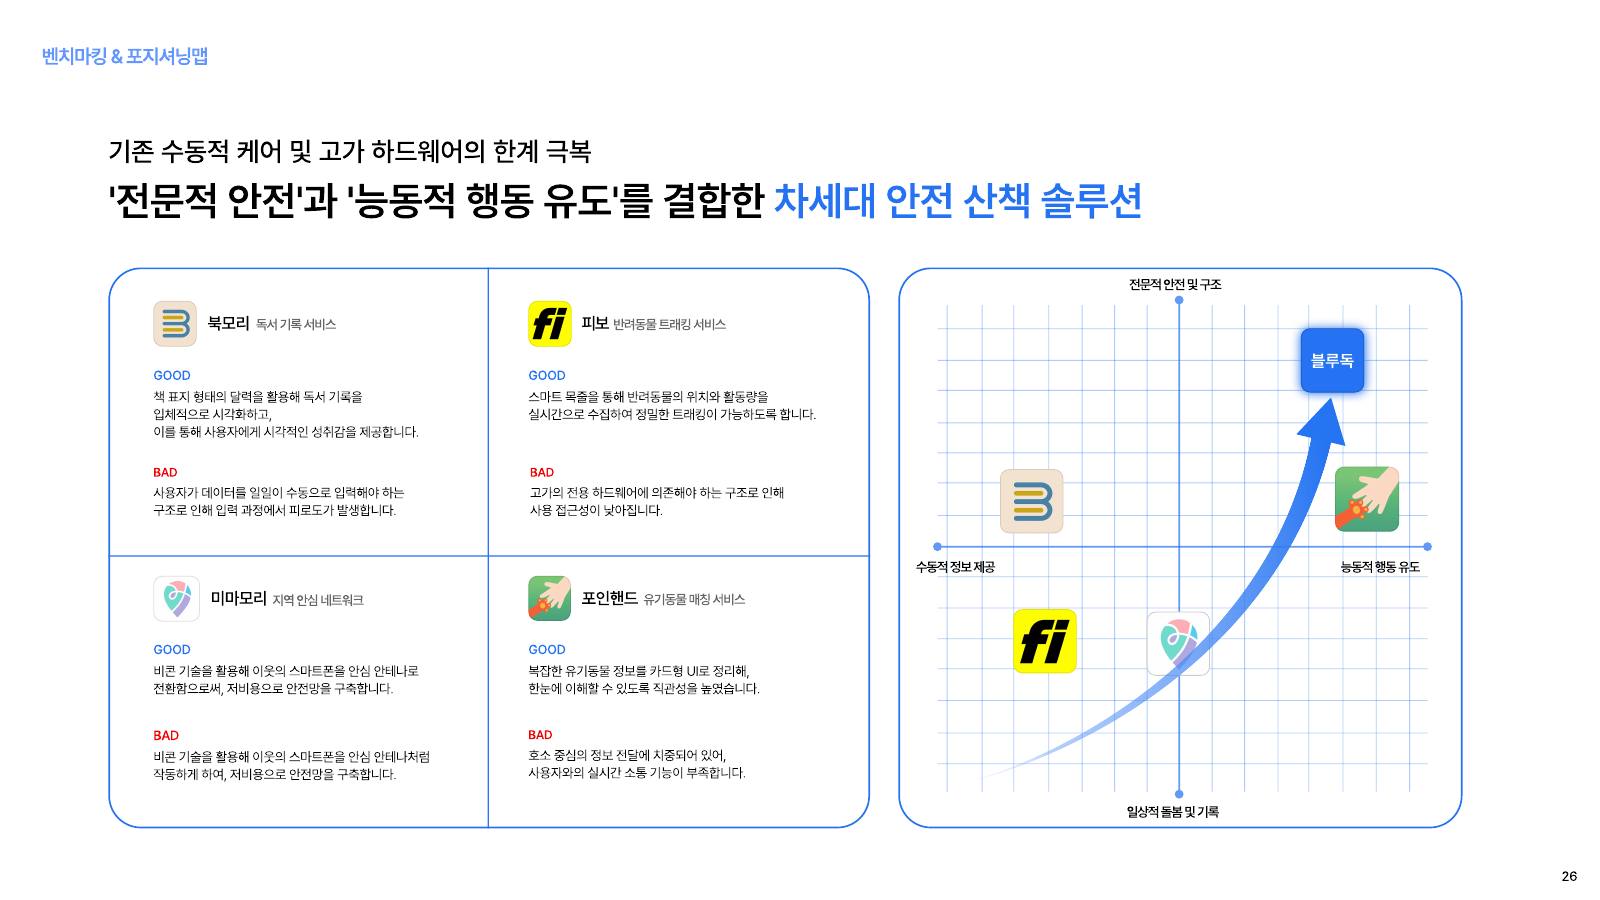 벤치마킹 & 포지셔닝맵
기존 수동적 케어 및 고가 하드웨어의 한계 극복
'전문적 안전'과 '능동적 행동 유도'를 결합한 차세대 안전 산책 솔루션
북모리 독서 기록 서비스
GOOD
책 표지 형태의 달력을 활용해 독서 기록을
입체적으로 시각화하고,
이를 통해 사용자에게 시각적인 성취감을 제공합니다.
BAD
사용자가 데이터를 일일이 수동으로 입력해야 하는
구조로 인해 입력 과정에서 피로도가 발생합니다.
fi
피보 반려동물 트래킹 서비스
GOOD
스마트 목줄을 통해 반려동물의 위치와 활동량을
실시간으로 수집하여 정밀한 트래킹이 가능하도록 합니다.
BAD
고가의 전용 하드웨어에 의존해야 하는 구조로 인해
사용 접근성이 낮아집니다.
미마모리 지역 안심 네트워크
GOOD
비콘 기술을 활용해 이웃의 스마트폰을 안심 안테나로
전환함으로써, 저비용으로 안전망을 구축합니다.
BAD
비콘 기술을 활용해 이웃의 스마트폰을 안심 안테나처럼
작동하게 하여, 저비용으로 안전망을 구축합니다.
포인핸드 유기동물 매칭 서비스
GOOD
복잡한 유기동물 정보를 카드형 UI로 정리해,
한눈에 이해할 수 있도록 직관성을 높였습니다.
BAD
호소 중심의 정보 전달에 치중되어 있어,
사용자와의 실시간 소통 기능이 부족합니다.
전문적 안전 및 구조
블루독
수동적 정보 제공
능동적 행동 유도
fi
일상적 돌봄 및 기록
26